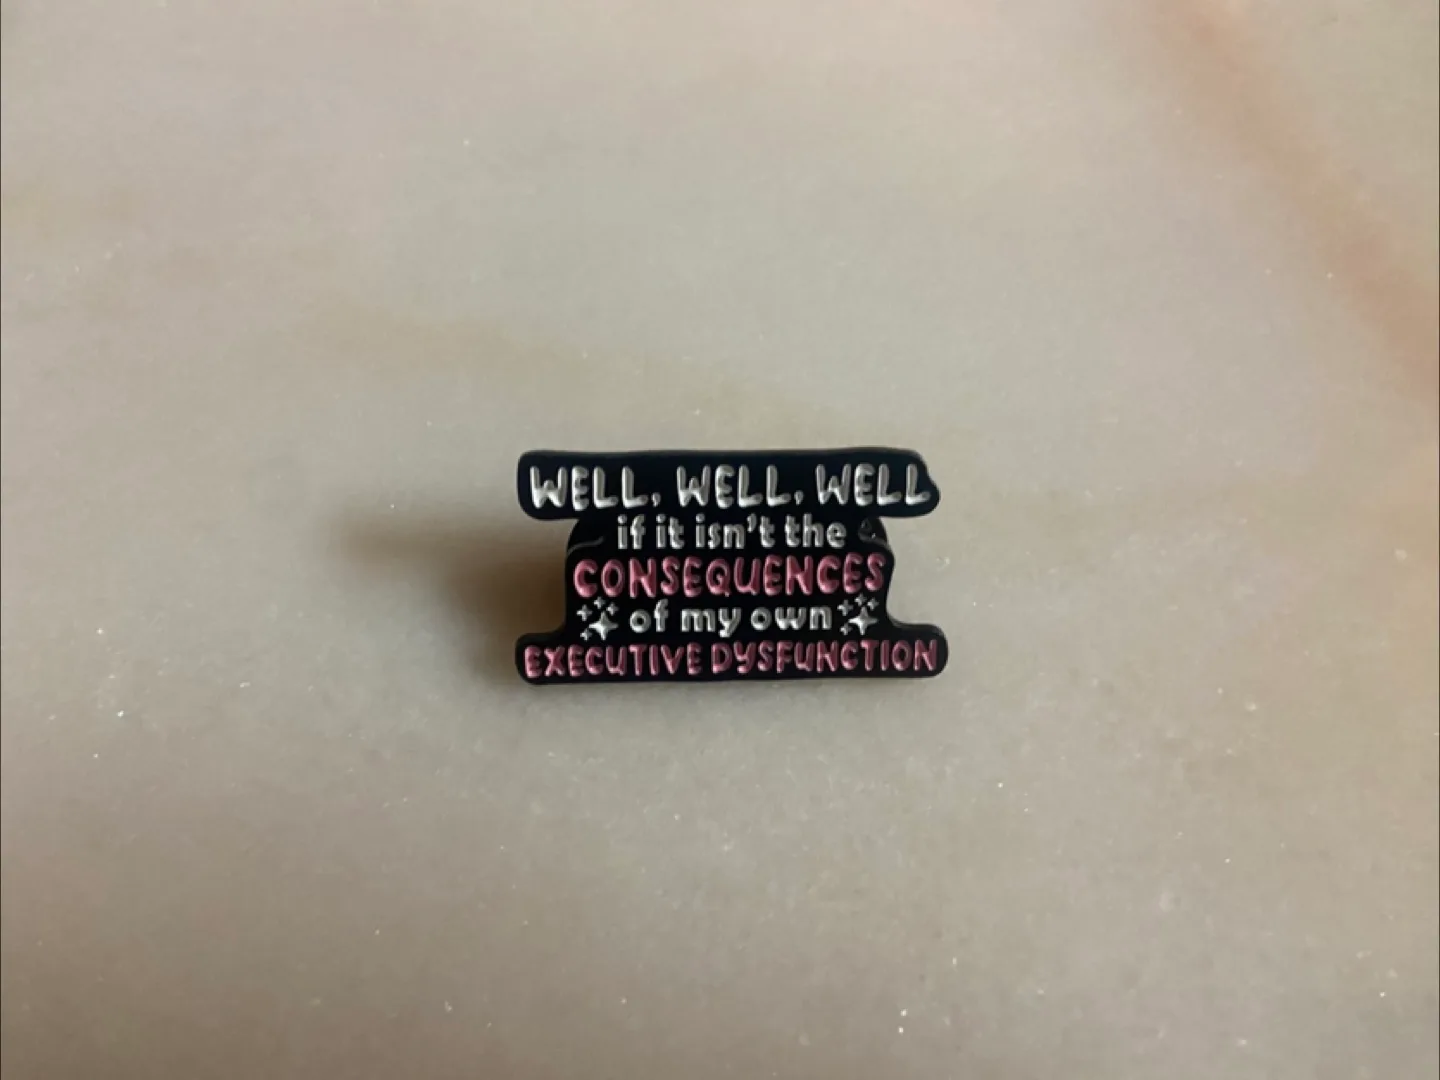 WELL, WELL, WELL
if it isn't the
CONSEQUENCES
of my own
EXECUTIVE DYSFUNCTION